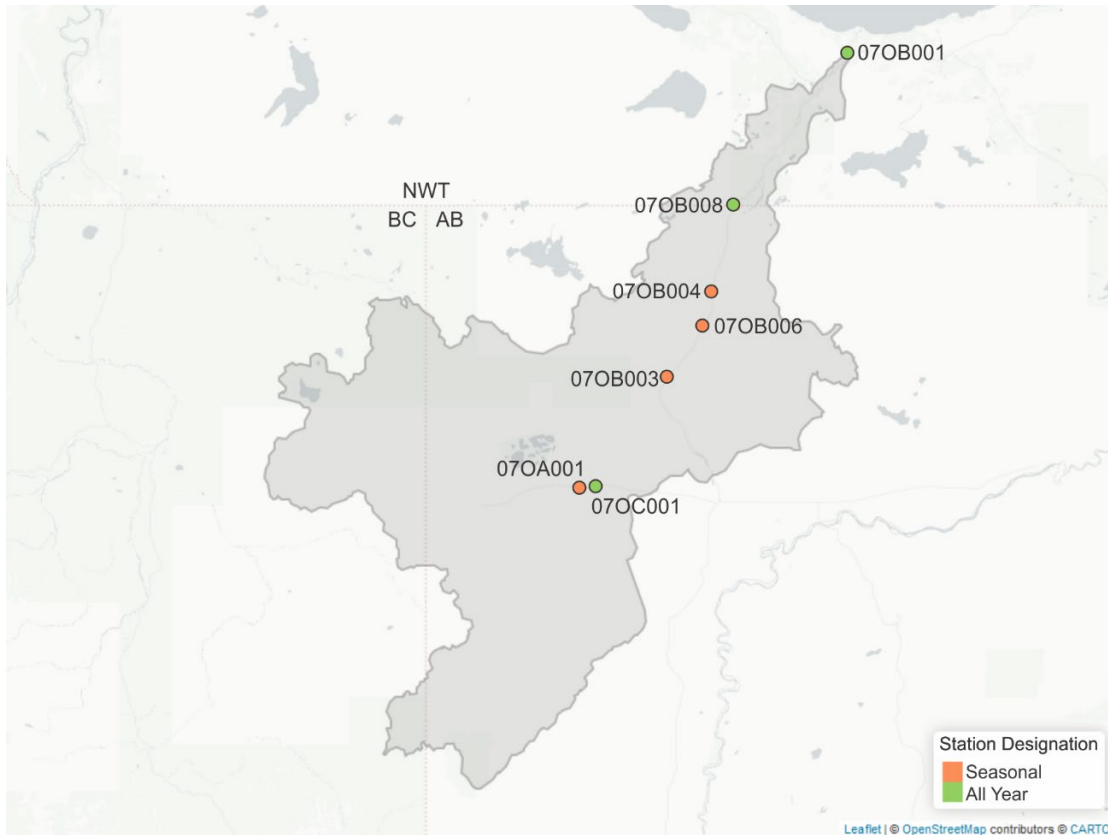 07OB001
NWT
07OB008
BC AB
07OB004
07OB006
07OB003
07OA001
07OC001
Station Designation
Seasonal
All Year
Leaflet | © OpenStreetMap contributors © CARTO